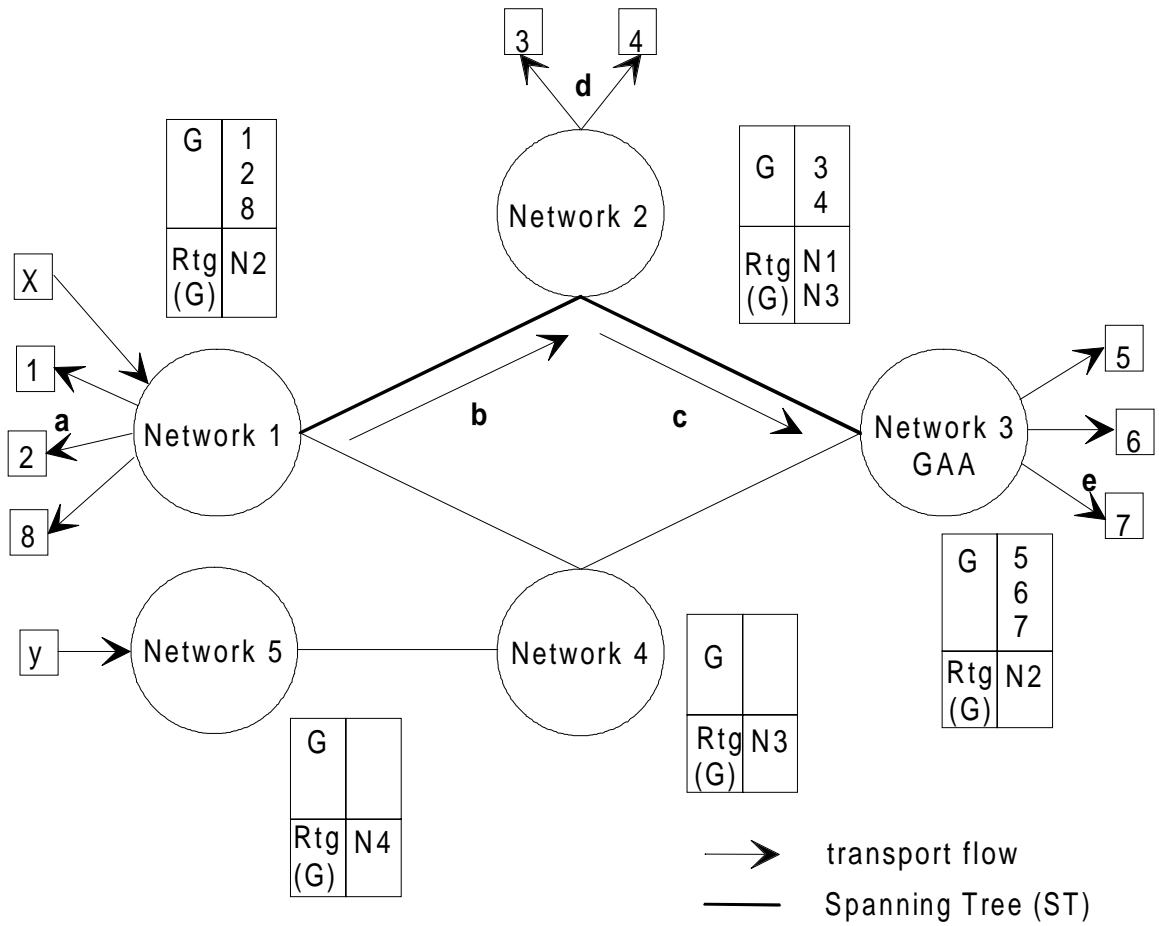 3
4
d
G
1
2
8
Rtg
(G)
N2
Network 2
G
3
4
Rtg
(G)
N1
N3
X
1
a
2
8
Network 1
b
c
Network 3
GAA
5
6
e
7
G
5
6
7
Rtg
(G)
N2
y
Network 5
Network 4
G
Rtg
(G)
N3
G
Rtg
(G)
N4
transport flow
Spanning Tree (ST)